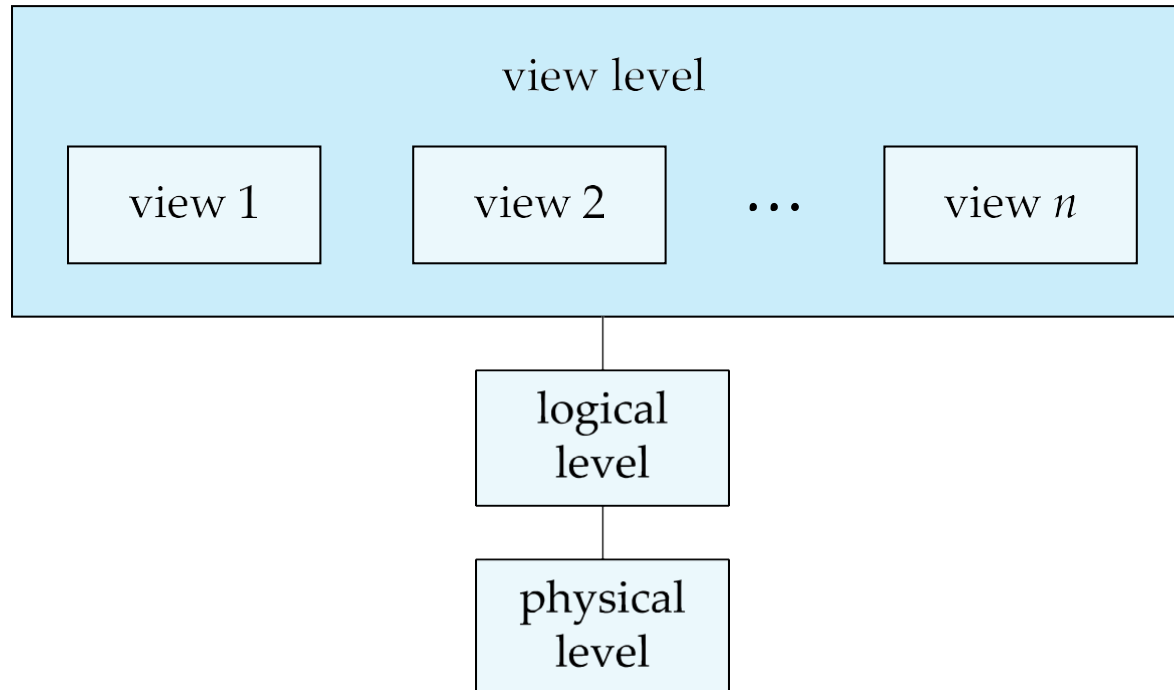 view level
view 1
view 2
...
view n
logical
level
physical
level